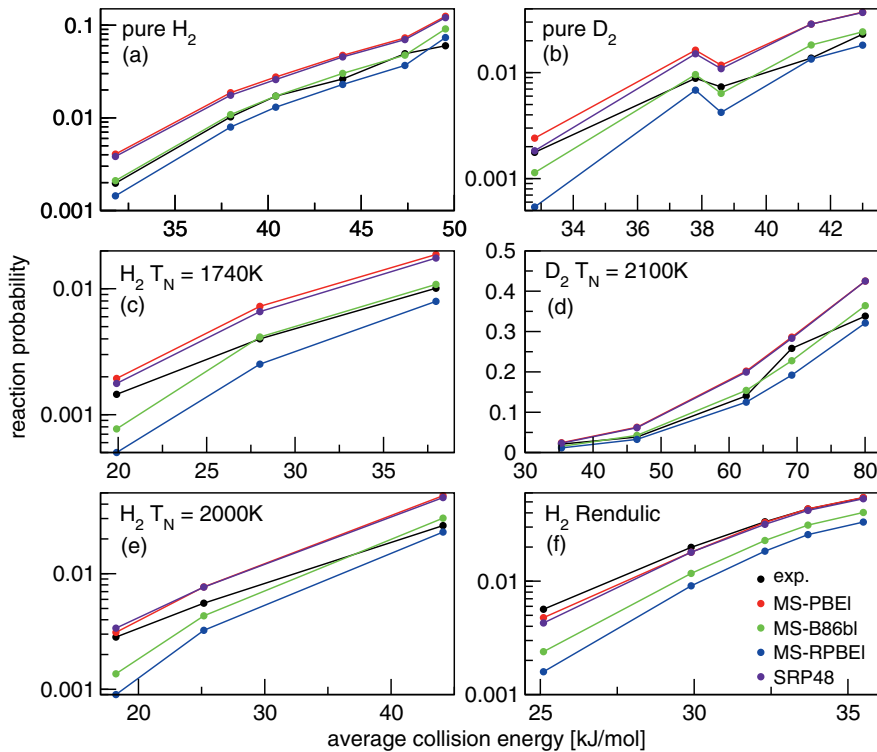 pure H2
(a)
0.1
0.01
0.001
35
40
45
50
pure D2
(b)
0.01
0.001
34
36
38
40
42
H2 TN = 1740K
(c)
0.01
0.001
20
25
30
35
D2 TN = 2100K
(d)
0.5
0.4
0.3
0.2
0.1
0
30
40
50
60
70
80
H2 TN = 2000K
(e)
0.01
0.001
20
30
40
H2 Rendulic
(f)
0.01
0.001
25
30
35
exp.
MS-PBEl
MS-B86bl
MS-RPBEl
SRP48
reaction probability
average collision energy [kJ/mol]